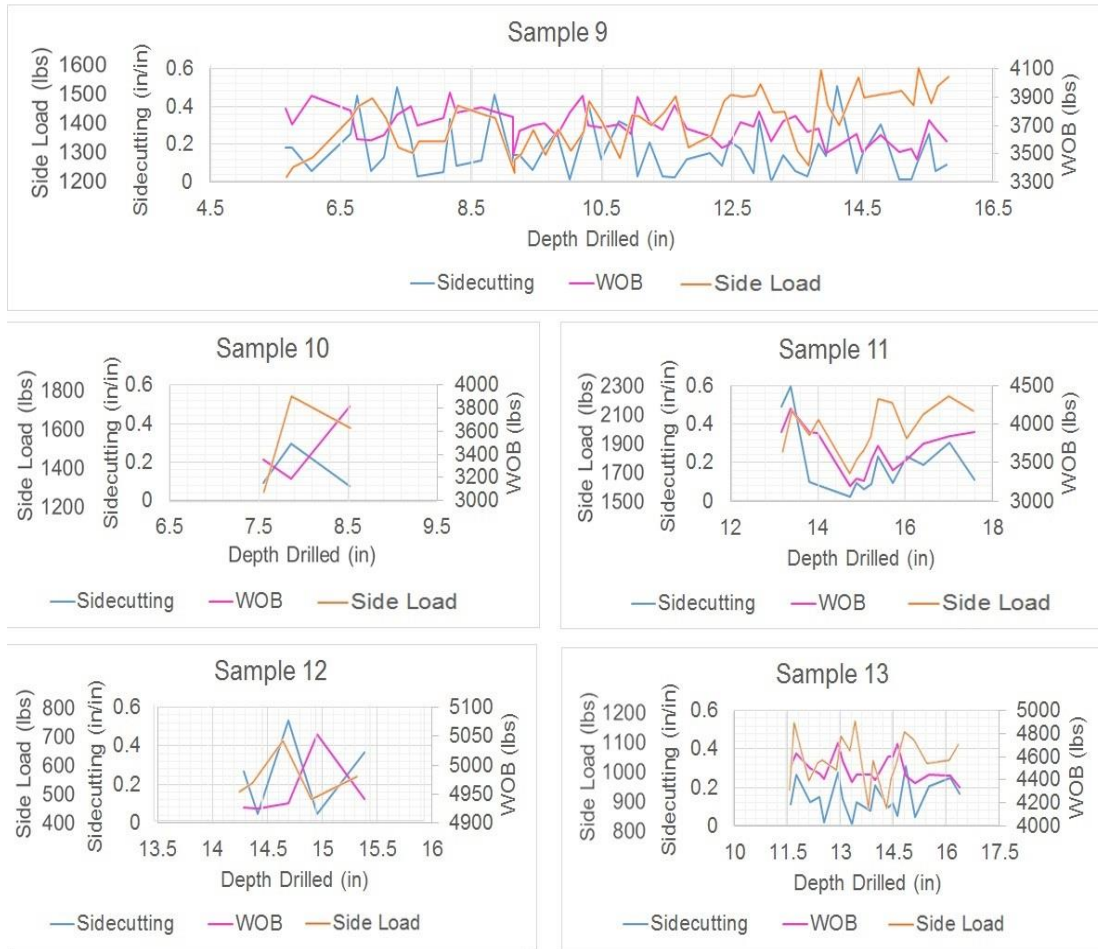 Sample 9
Side Load (lbs)
1600
1500
1400
1300
1200
Sidecutting (in/in)
0.6
0.4
0.2
0
4100
3900
3700
3500
3300
WOB (lbs)
4.5 6.5 8.5 10.5 12.5 14.5 16.5
Depth Drilled (in)
Sidecutting WOB Side Load
Sample 10
Side Load (lbs)
1800
1600
1400
1200
Sidecutting (in/in)
0.6
0.4
0.2
0
4000
3800
3600
3400
3200
3000
WOB (lbs)
6.5 7.5 8.5 9.5
Depth Drilled (in)
Sidecutting WOB Side Load
Sample 11
Side Load (lbs)
2300
2100
1900
1700
1500
Sidecutting (in/in)
0.6
0.4
0.2
0
4500
4000
3500
3000
WOB (lbs)
12 14 16 18
Depth Drilled (in)
Sidecutting WOB Side Load
Sample 12
Side Load (lbs)
800
700
600
500
400
Sidecutting (in/in)
0.6
0.4
0.2
0
5100
5050
5000
4950
4900
WOB (lbs)
13.5 14 14.5 15 15.5 16
Depth Drilled (in)
Sidecutting WOB Side Load
Sample 13
Side Load (lbs)
1200
1100
1000
900
800
Sidecutting (in/in)
0.6
0.4
0.2
0
5000
4800
4600
4400
4200
4000
WOB (lbs)
10 11.5 13 14.5 16 17.5
Depth Drilled (in)
Sidecutting WOB Side Load